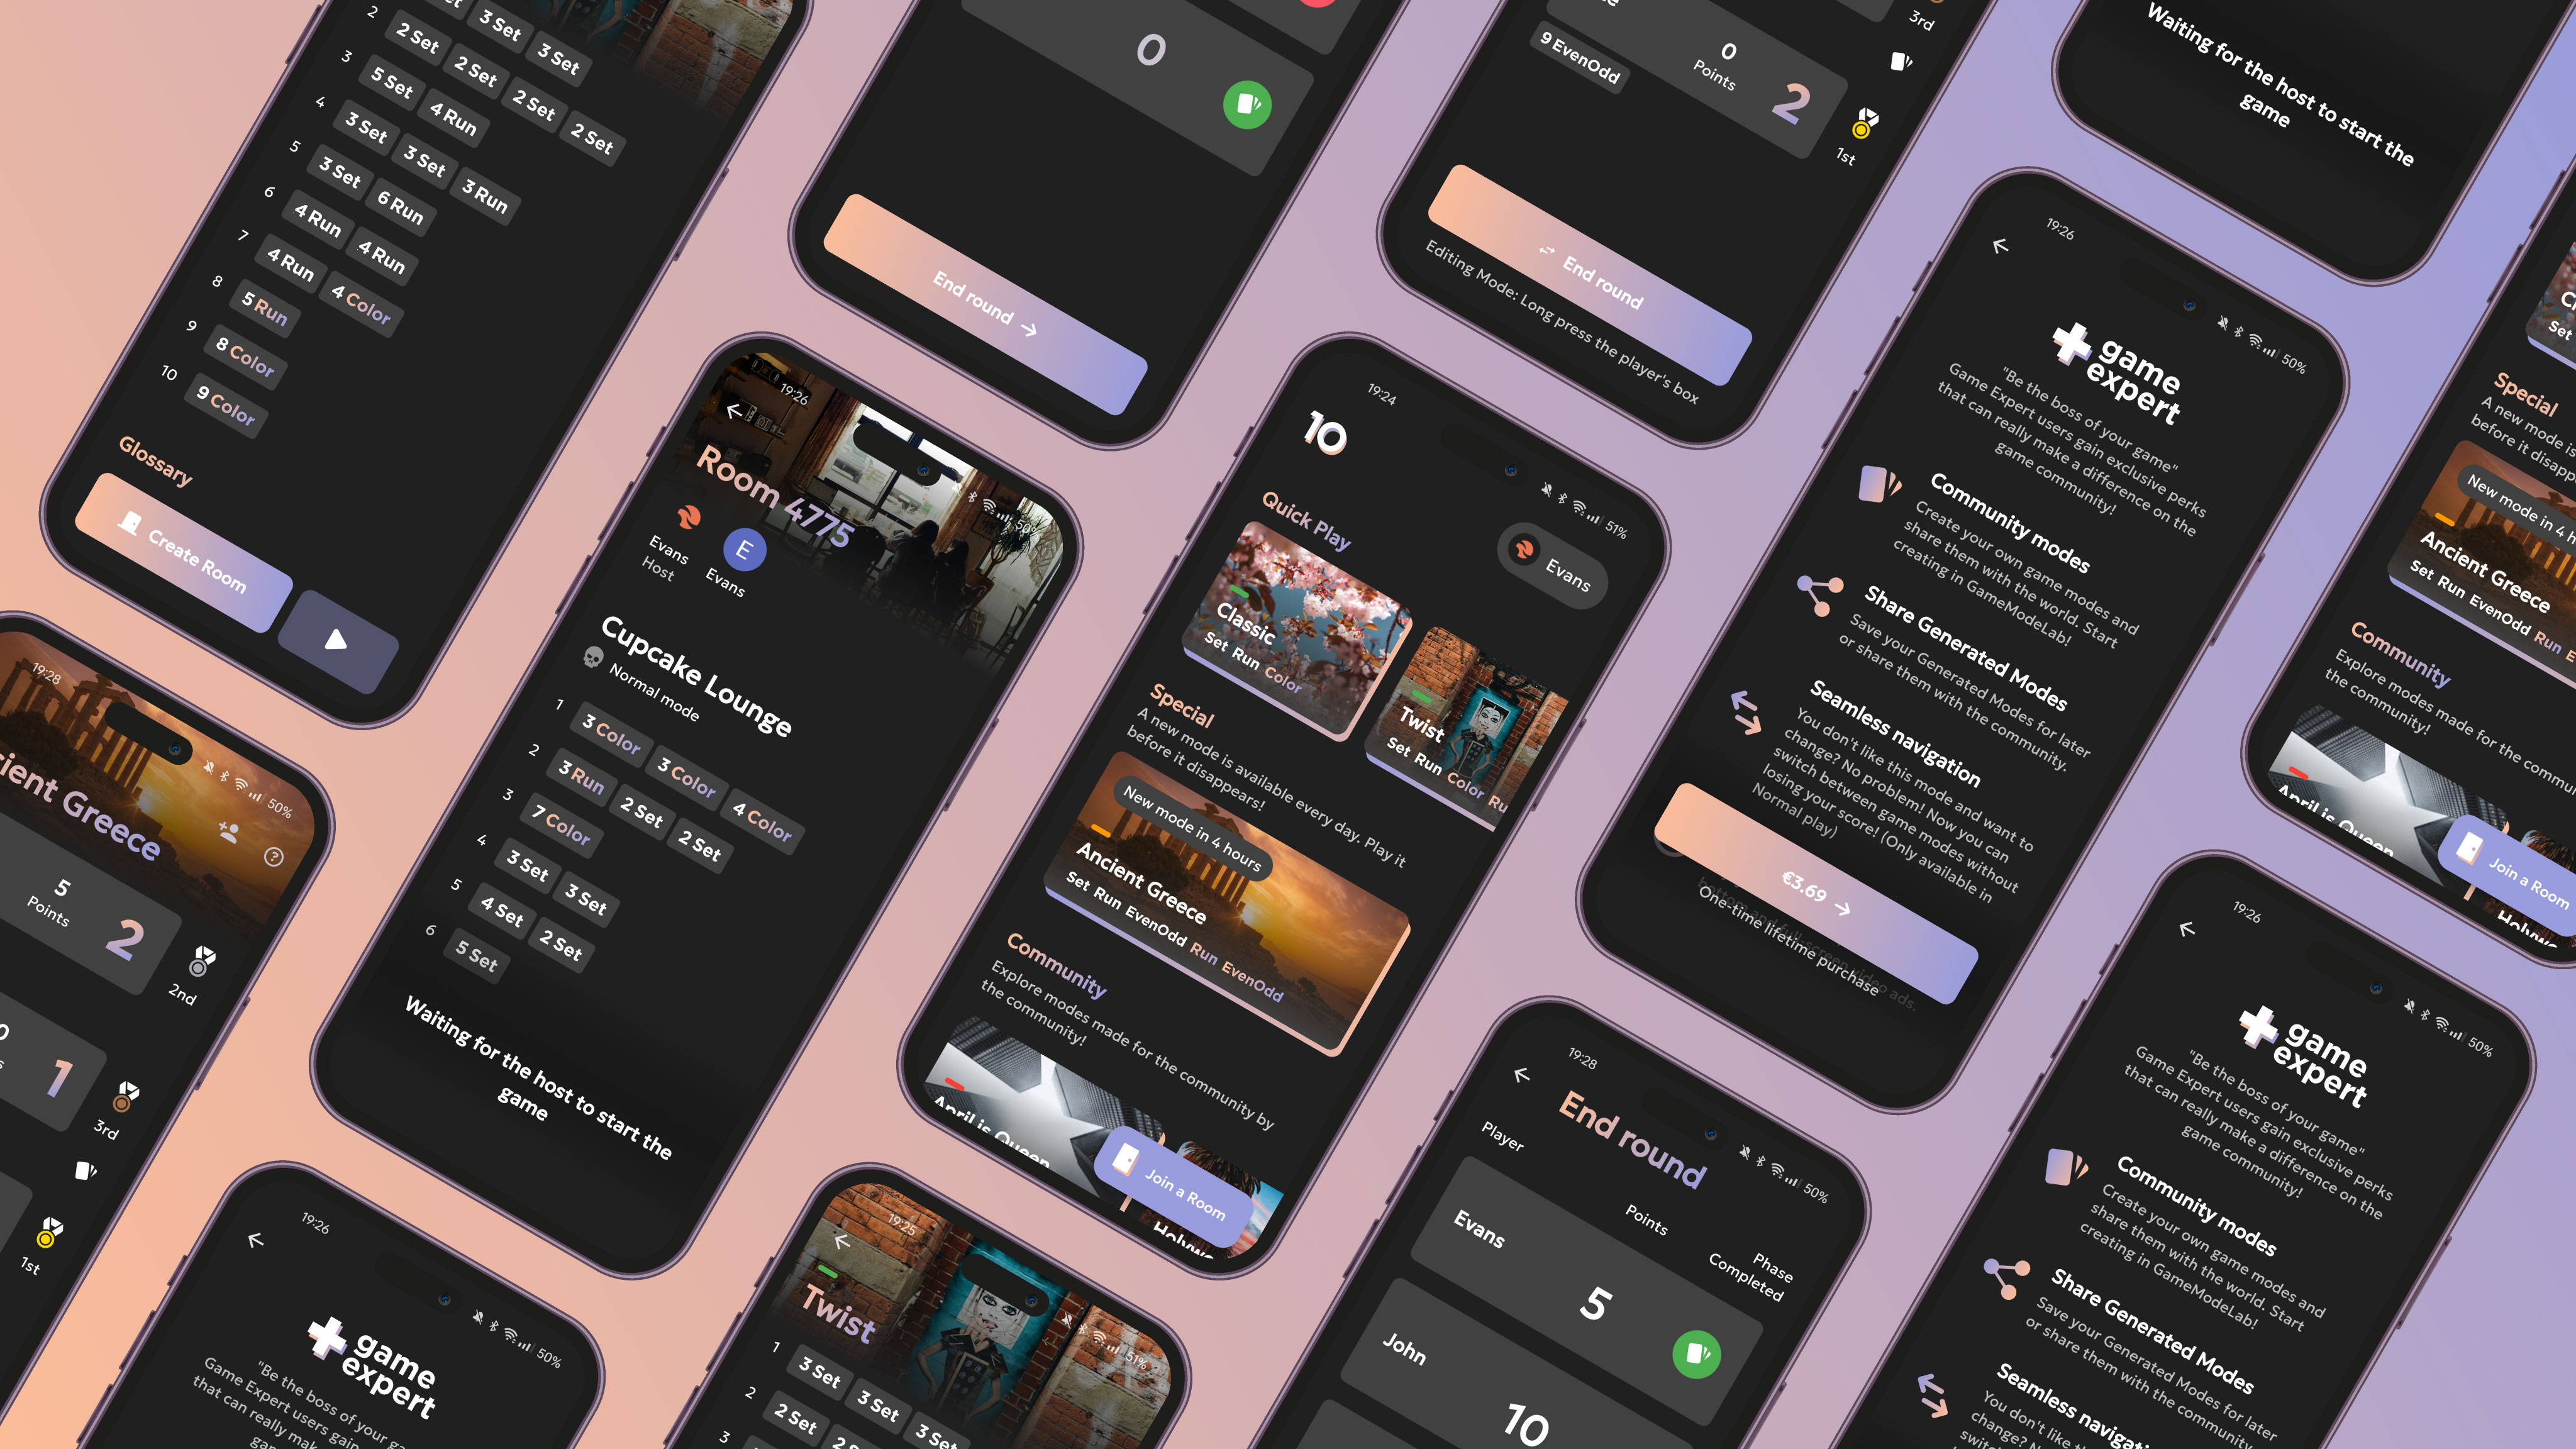 2
3 Set
3 Set
3
2 Set
2 Set
2 Set
2 Set
4
5 Set
4 Run
5
3 Set
3 Set
3 Run
6
3 Set
6 Run
7
4 Run
4 Run
8
4 Run
4 Color
9
5 Run
10
8 Color
9 Color
Glossary
Create Room
0
End round →
0
Points
2
3rd
1st
9 EvenOdd
End round
Editing Mode: Long press the player's box
Waiting for the host to start the
game
19:28
50%
cient Greece
5
Points
2
2nd
1
3rd
1st
19:26
50%
Room 4775
Evans
Host
E
Evans
Cupcake Lounge
Normal mode
1
3 Color
3 Color
4 Color
2
3 Run
2 Set
2 Set
3
7 Color
4
3 Set
3 Set
5
4 Set
2 Set
6
5 Set
Waiting for the host to start the
game
19:24
51%
10
Evans
Quick Play
Classic
Set Run Color
Twist
Set Run Color Ru
Special
A new mode is available every day. Play it
before it disappears!
New mode in 4 hours
Ancient Greece
Set Run EvenOdd Run EvenOdd
Community
Explore modes made for the community by
the community!
April is Queen
Join a Room
19:26
50%
game
expert
"Be the boss of your game"
Game Expert users gain exclusive perks
that can really make a difference on the
game community!
Community modes
Create your own game modes and
share them with the world. Start
creating in GameModeLab!
Share Generated Modes
Save your Generated Modes for later
or share them with the community.
Seamless navigation
You don't like this mode and want to
change? No problem! Now you can
switch between game modes without
losing your score! (Only available in
Normal play)
€3.69 →
One-time lifetime purchase
Special
A new mode is
before it disapp
New mode in 4 h
Ancient Greece
Set Run EvenOdd Run E
Community
Explore modes made for the commu
the community!
April is Queen
Join a Room
19:26
50%
game
expert
"Be the boss of your ga
Game Expert users gain
that can really mak
19:25
51%
Twist
1
3 Set
3 Set
3 Set
2
2 Set
3
19:28
50%
End round
Player
Points
Phase
Completed
Evans
5
John
10
19:26
50%
game
expert
"Be the boss of your game"
Game Expert users gain exclusive perks
that can really make a difference on the
game community!
Community modes
Create your own game modes and
share them with the world. Start
creating in GameModeLab!
Share Generated Modes
Save your Generated Modes for later
or share them with the community
Seamless navigati
You don't like th
change? N